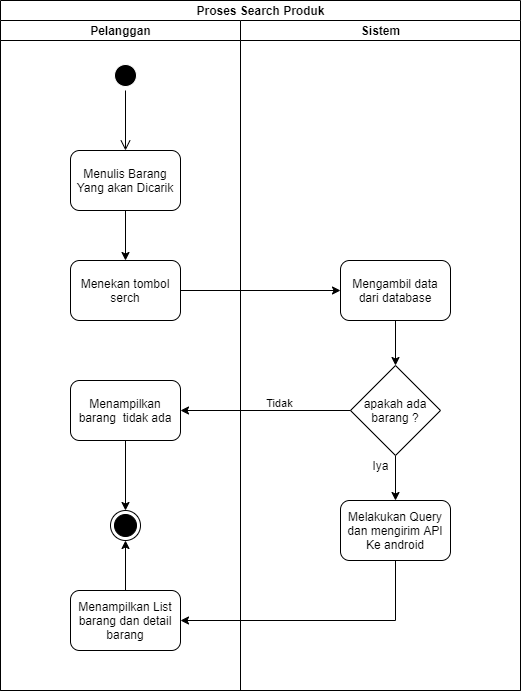 Proses Search Produk
Pelanggan
Sistem
Menulis Barang
Yang akan Dicarik
Menekan tombol
serch
Mengambil data
dari database
apakah ada
barang ?
Tidak
Menampilkan
barang  tidak ada
Iya
Melakukan Query
dan mengirim API
Ke android
Menampilkan List
barang dan detail
barang